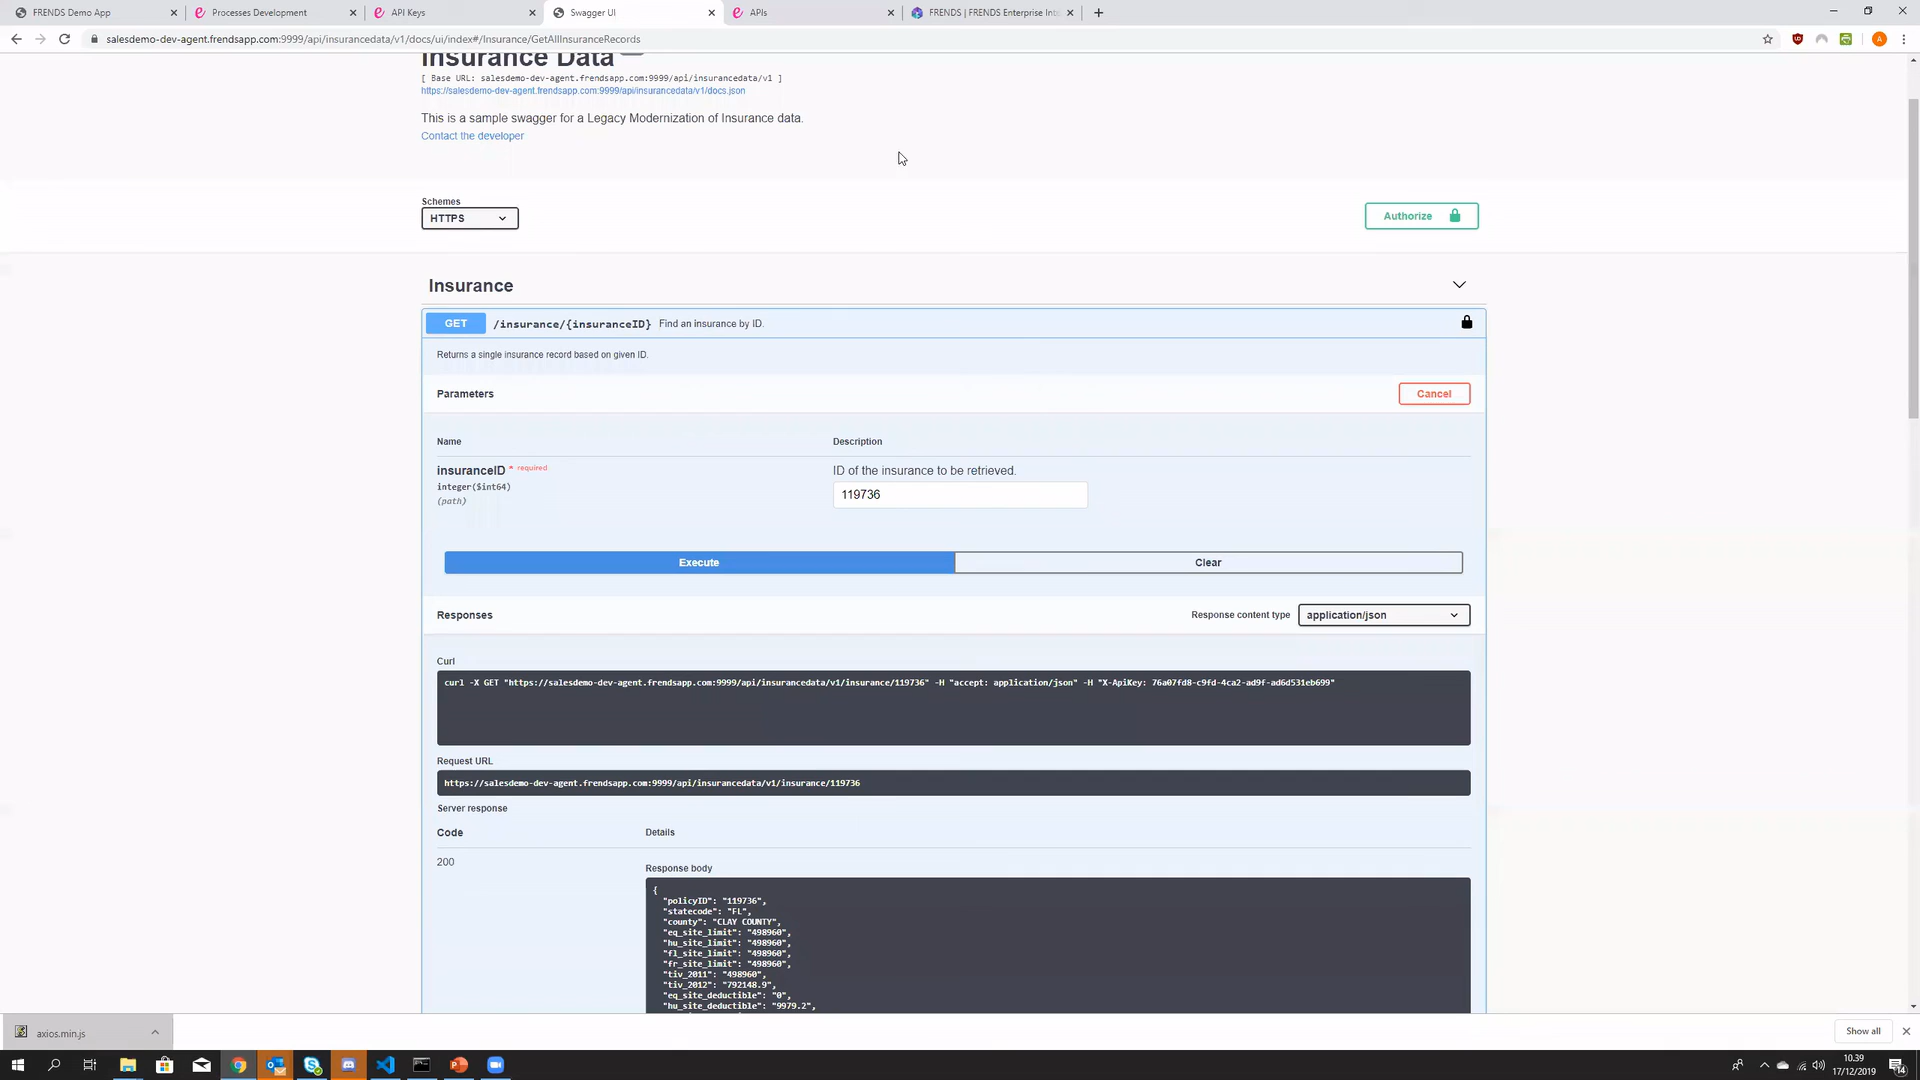 FRENDS Demo App
Processes Development
API Keys
Swagger UI
APIs
FRENDS | FRENDS Enterprise Inte
salesdemo-dev-agent.frendsapp.com:9999/api/insurancedata/v1/docs/ui/index#/Insurance/GetAllInsuranceRecords
Insurance Data
[ Base URL: salesdemo-dev-agent.frendsapp.com:9999/api/insurancedata/v1 ]
https://salesdemo-dev-agent.frendsapp.com:9999/api/insurancedata/v1/docs.json
This is a sample swagger for a Legacy Modernization of Insurance data.
Contact the developer
Schemes
HTTPS
Authorize
Insurance
GET /insurance/{insuranceID} Find an insurance by ID.
Returns a single insurance record based on given ID.
Parameters
Cancel
Name Description
insuranceID * required
integer($int64)
(path)
ID of the insurance to be retrieved.
119736
Execute
Clear
Responses
Response content type
application/json
Curl
curl -X GET "https://salesdemo-dev-agent.frendsapp.com:9999/api/insurancedata/v1/insurance/119736" -H "accept: application/json" -H "X-ApiKey: 76a07fd8-c9fd-4ca2-ad9f-ad6d531eb699"
Request URL
https://salesdemo-dev-agent.frendsapp.com:9999/api/insurancedata/v1/insurance/119736
Server response
Code Details
200
Response body
{
"policyID": "119736",
"statecode": "FL",
"county": "CLAY COUNTY",
"eq_site_limit": "498960",
"hu_site_limit": "498960",
"fl_site_limit": "498960",
"fr_site_limit": "498960",
"tiv_2011": "498960",
"tiv_2012": "792148.9",
"eq_site_deductible": "0",
"hu_site_deductible": "9979.2",
axios.min.js
Show all
10.39
17/12/2019